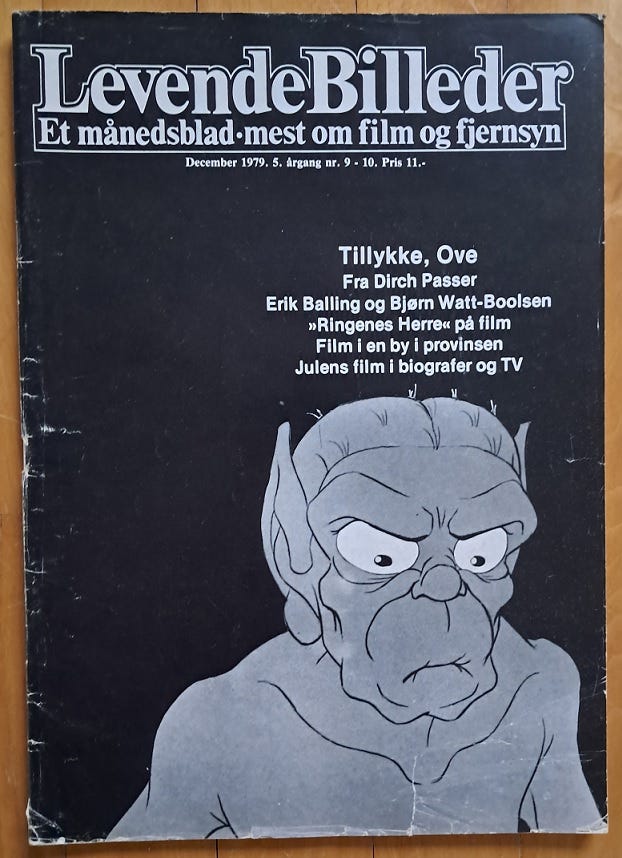 LevendeBilleder
Et månedsblad·mest om film og fjernsyn
December 1979. 5. årgang nr. 9 - 10. Pris 11.-
Tillykke, Ove
Fra Dirch Passer
Erik Balling og Bjørn Watt-Boolsen
»Ringenes Herre« på film
Film i en by i provinsen
Julens film i biografer og TV